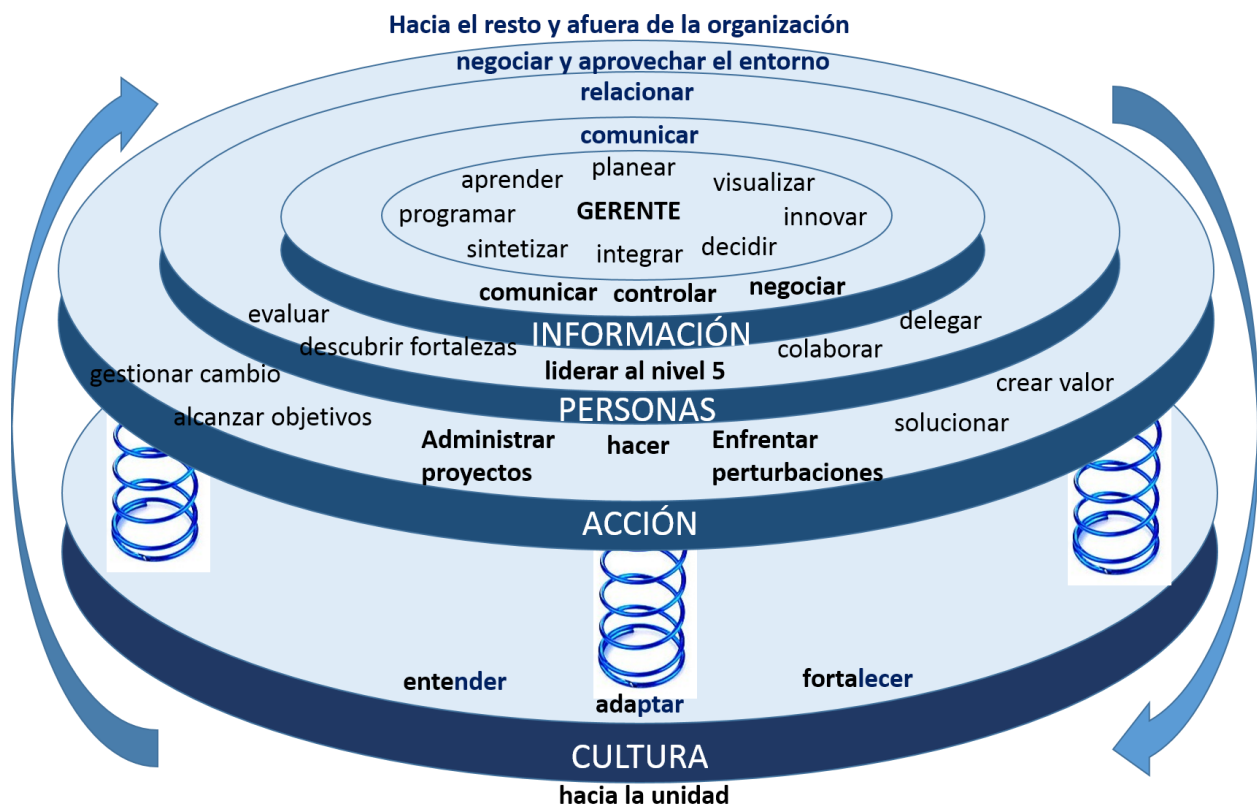 Hacia el resto y afuera de la organización
negociar y aprovechar el entorno
relacionar
comunicar
planear
aprender
visualizar
programar
GERENTE
innovar
sintetizar
integrar
decidir
comunicar
controlar
negociar
evaluar
INFORMACIÓN
delegar
descubrir fortalezas
colaborar
liderar al nivel 5
gestionar cambio
crear valor
PERSONAS
alcanzar objetivos
solucionar
Administrar
proyectos
hacer
Enfrentar
perturbaciones
ACCIÓN
entender
adaptar
fortalecer
CULTURA
hacia la unidad